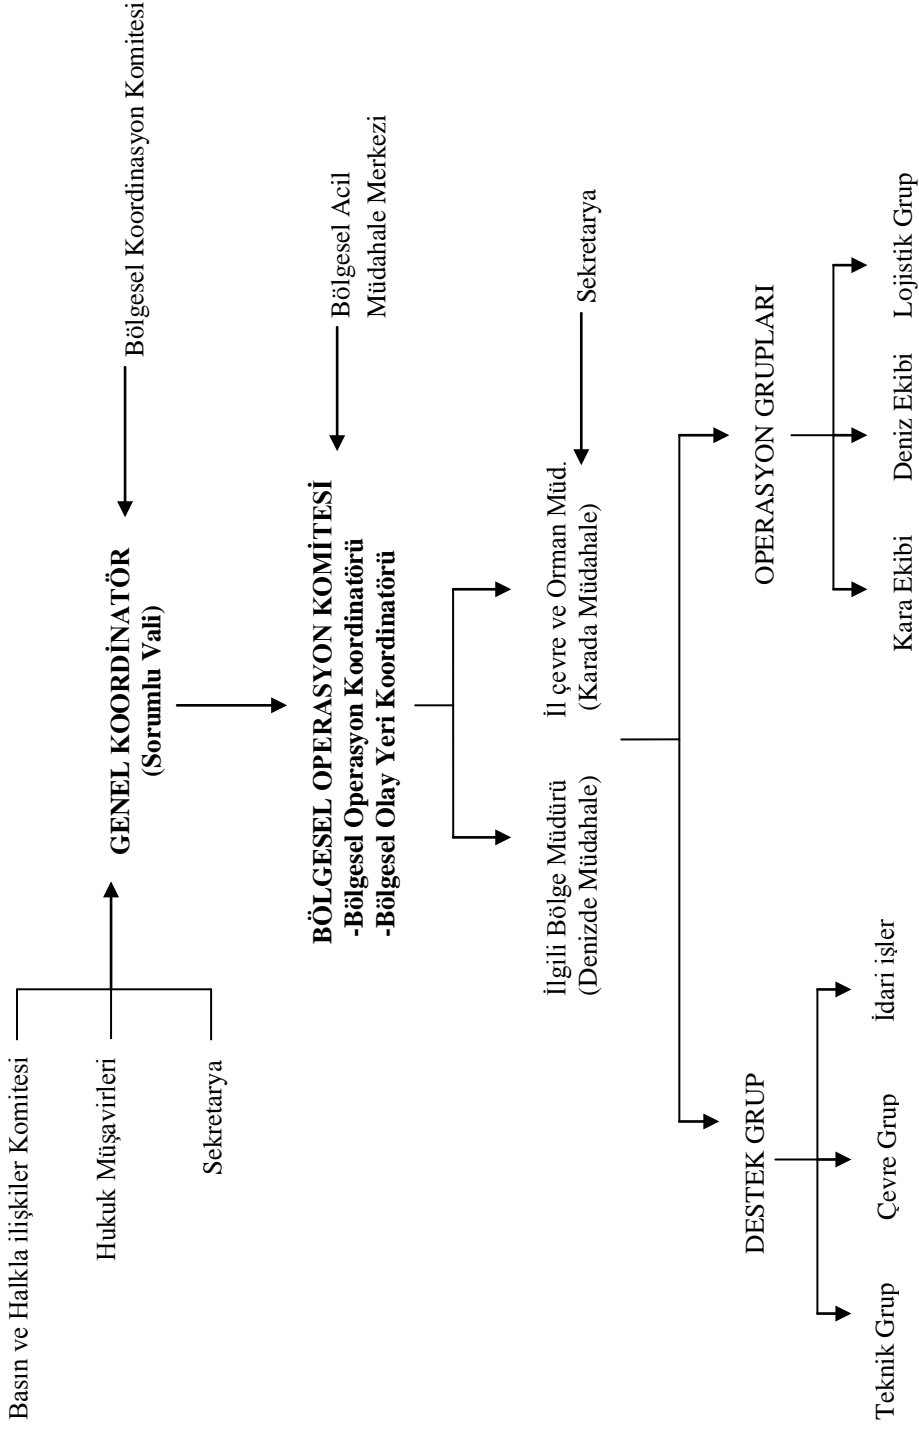 Basın ve Halkla ilişkiler Komitesi
Hukuk Müşavirleri
Sekretarya
GENEL KOORDİNATÖR
(Sorumlu Vali)
Bölgesel Koordinasyon Komitesi
BÖLGESEL OPERASYON KOMİTESİ
-Bölgesel Operasyon Koordinatörü
-Bölgesel Olay Yeri Koordinatörü
Bölgesel Acil
Müdahale Merkezi
İlgili Bölge Müdürü
(Denizde Müdahale)
İl çevre ve Orman Müd.
(Karada Müdahale)
Sekretarya
DESTEK GRUP
OPERASYON GRUPLARI
Teknik Grup
Çevre Grup
İdari işler
Kara Ekibi
Deniz Ekibi
Lojistik Grup